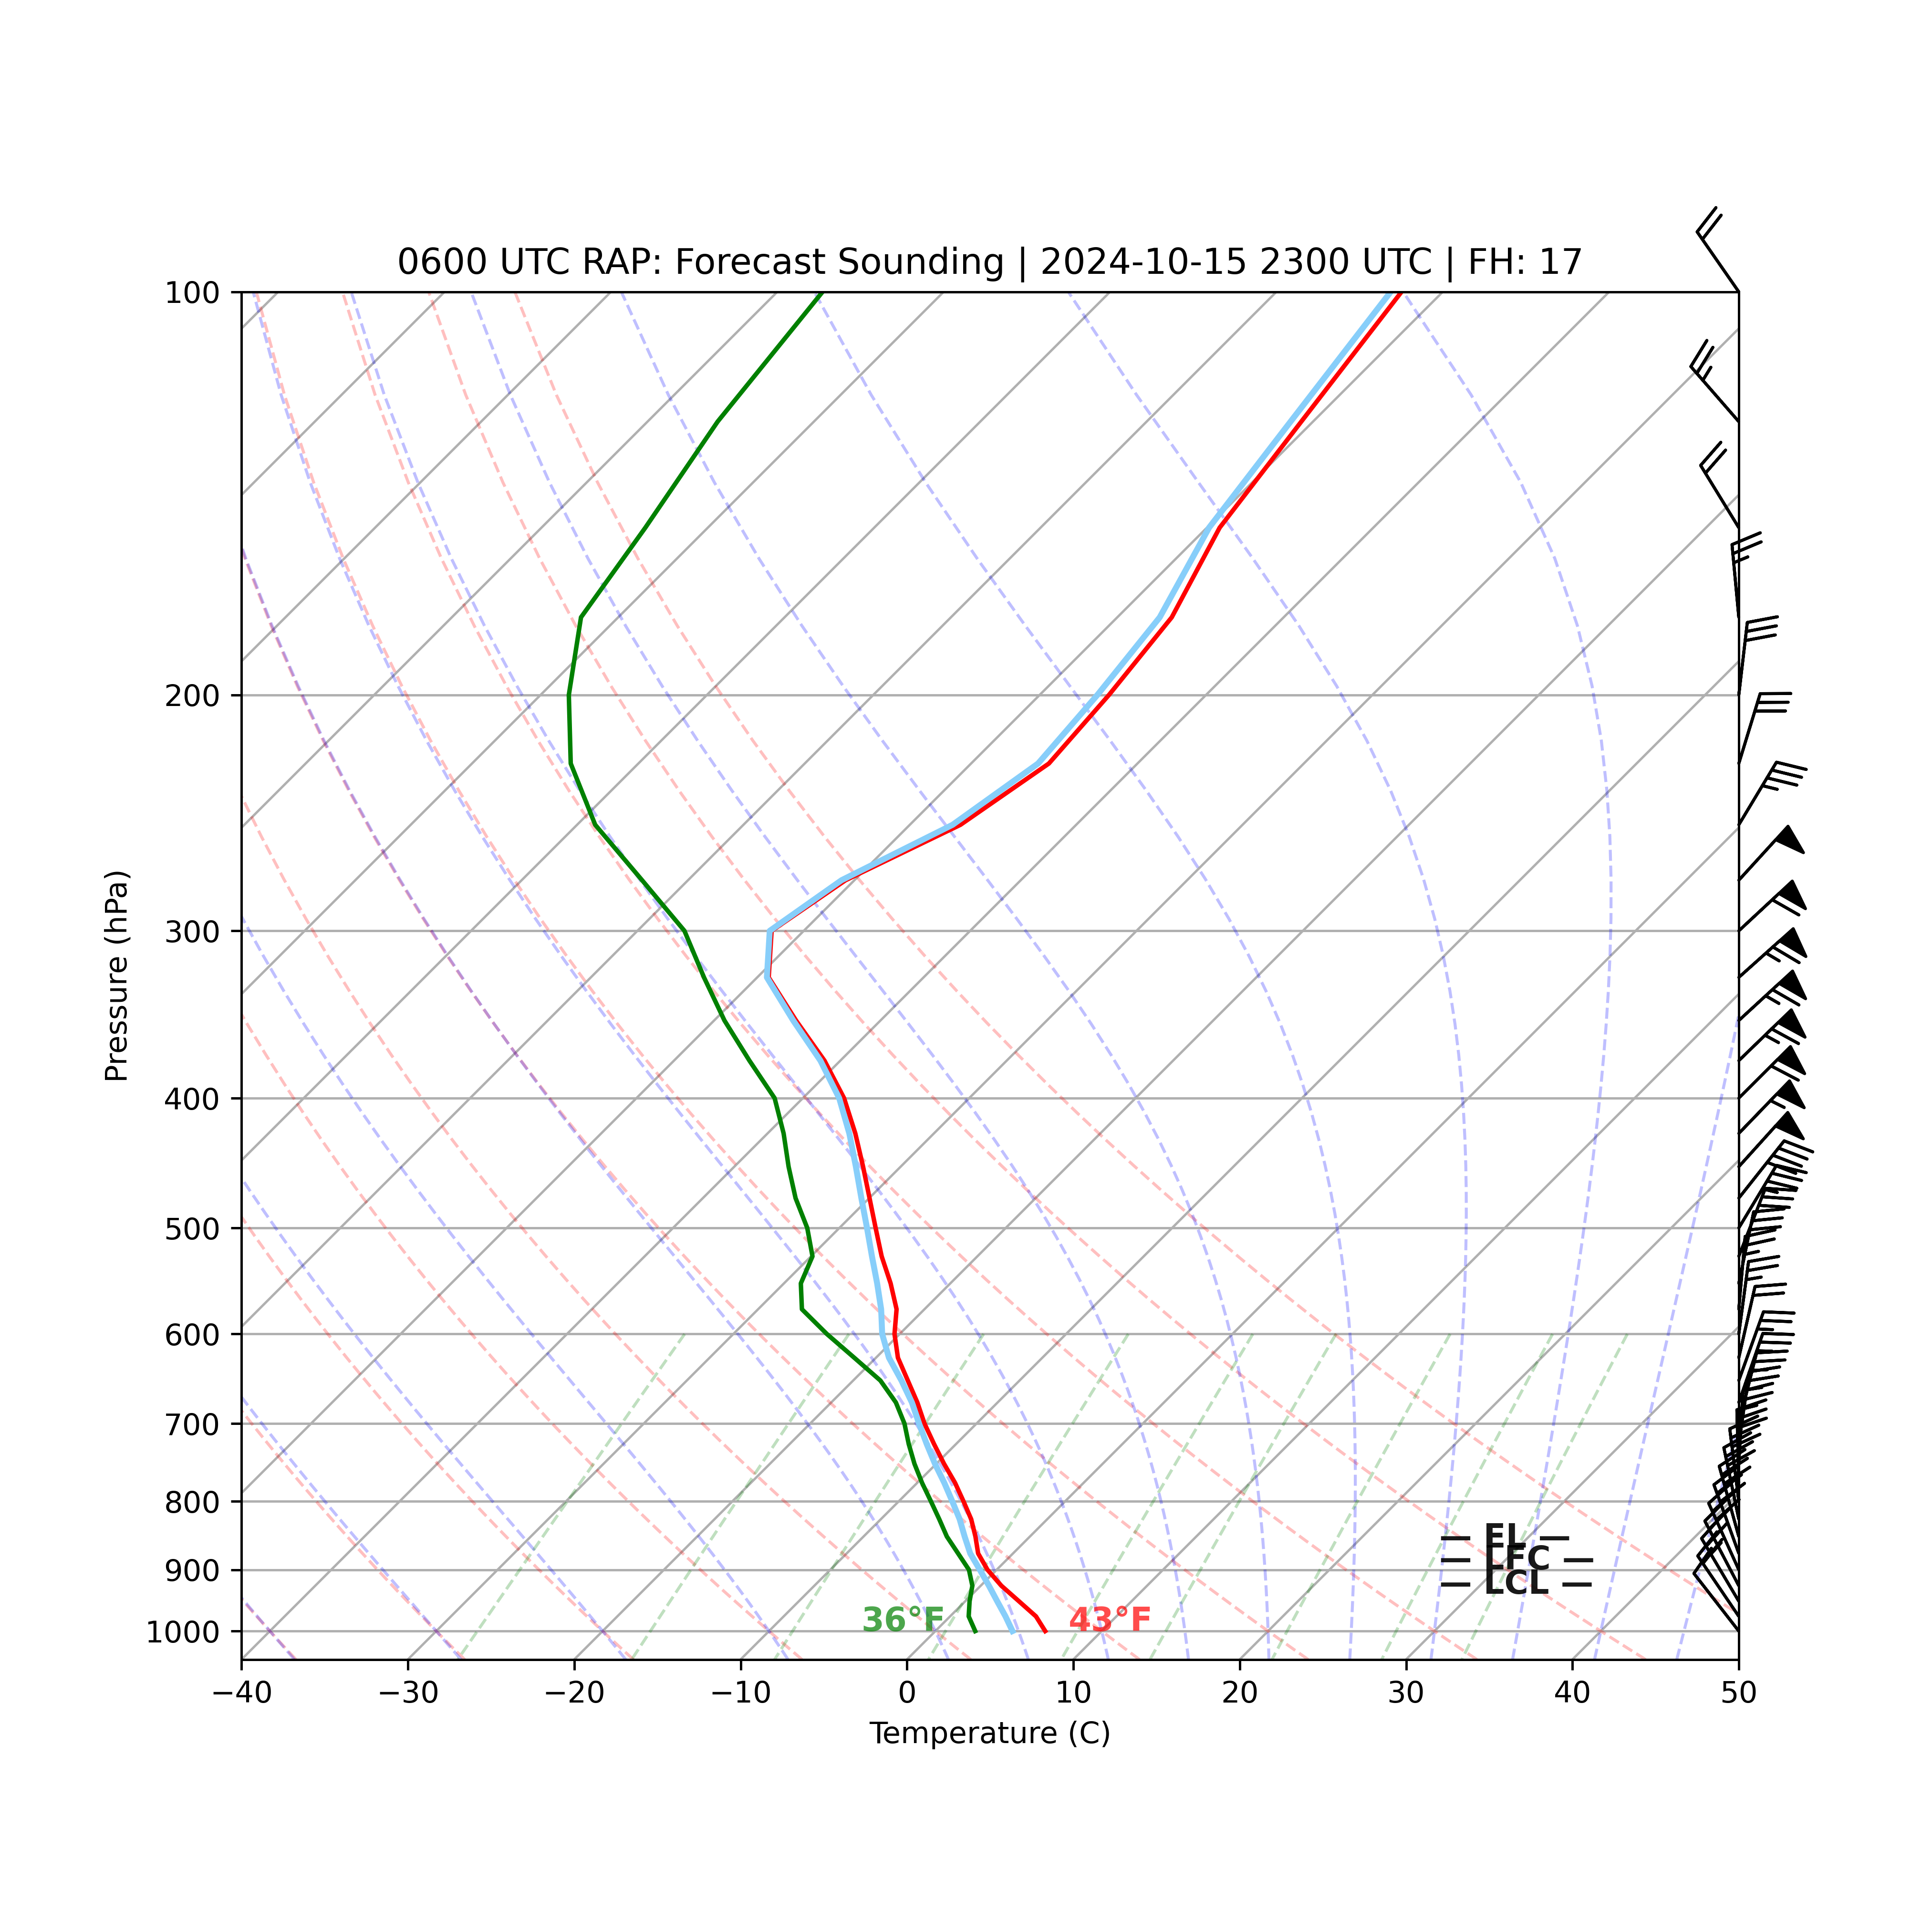 0600 UTC RAP: Forecast Sounding | 2024-10-15 2300 UTC | FH: 17
100
200
300
400
500
600
700
800
900
1000
Pressure (hPa)
— EL —
— LFC —
— LCL —
36°F 43°F
−40 −30 −20 −10 0 10 20 30 40 50
Temperature (C)